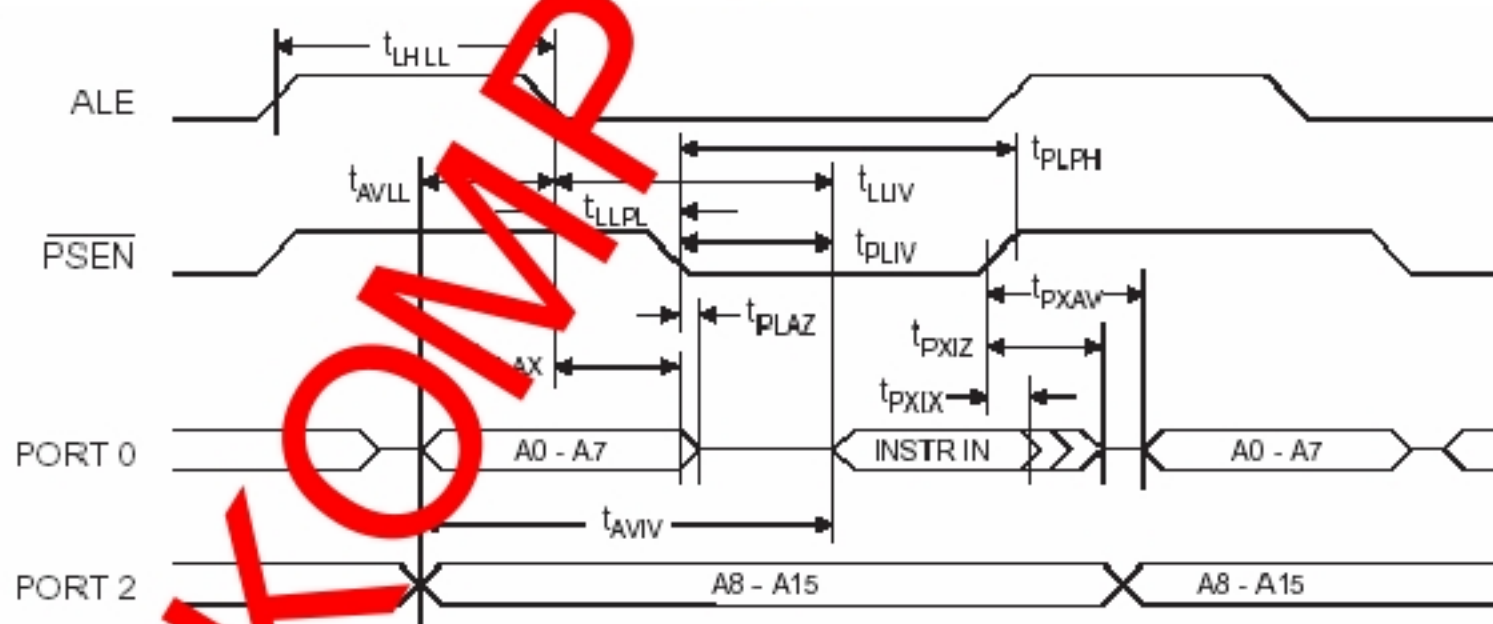 tLHLL
ALE
tPLPH
tAVLL
tLLIV
tLLPL
PSEN
tPLIV
tPXAV
tPLAZ
tPXIZ
AX
tPXIX
PORT 0
A0 - A7
INSTR IN
A0 - A7
tAVIV
PORT 2
A8 - A15
A8 - A15
KOMP